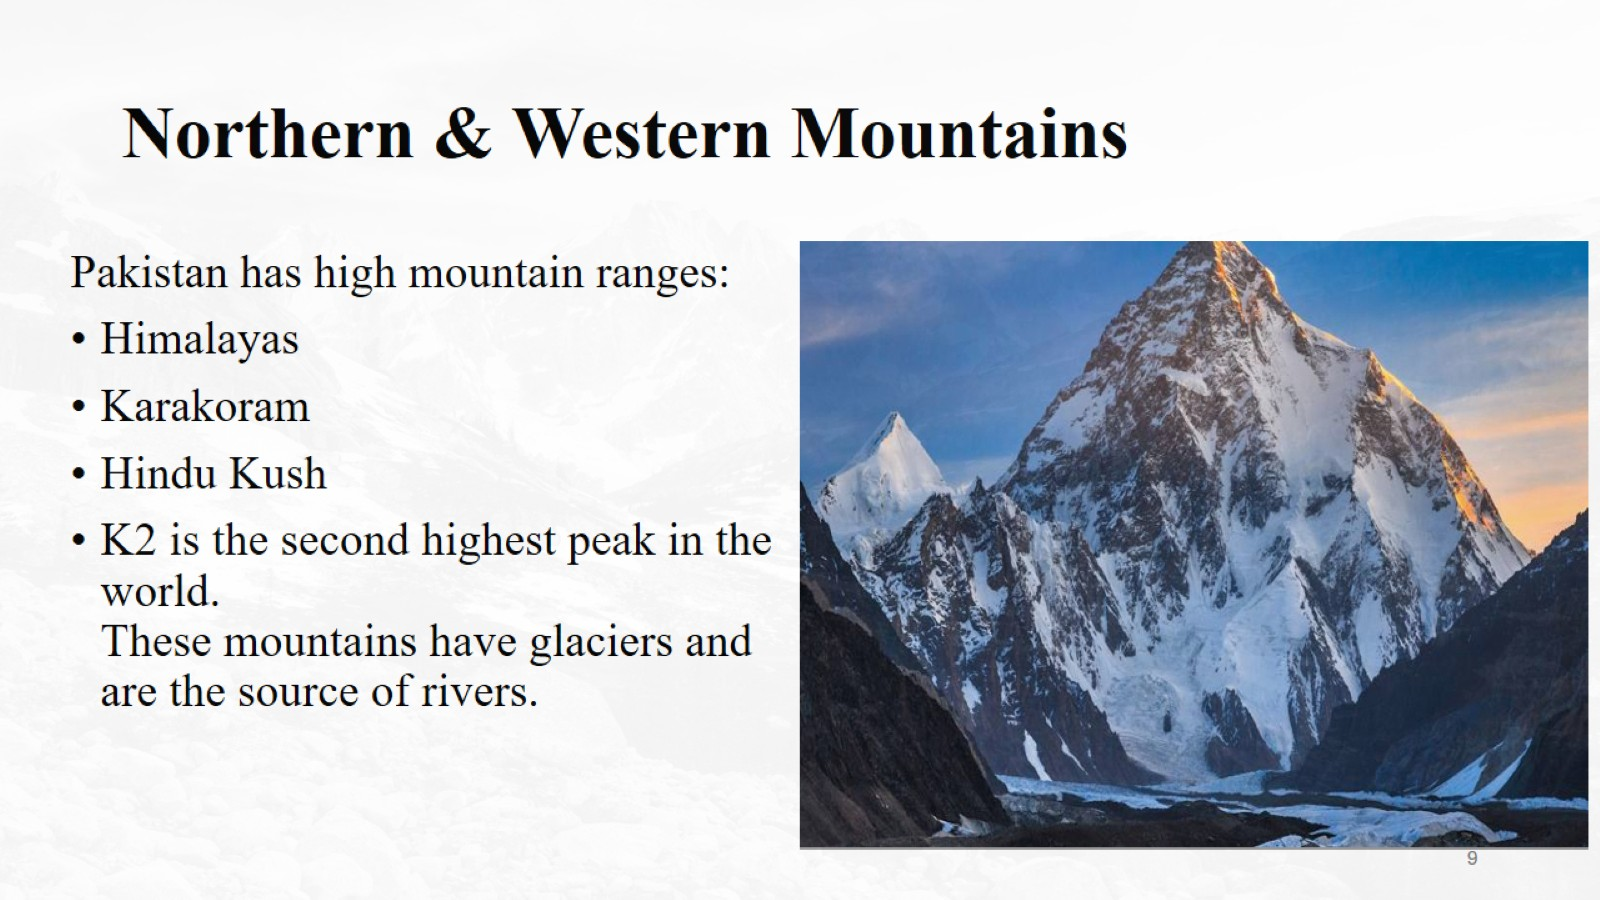 Northern & Western Mountains
Pakistan has high mountain ranges:
• Himalayas
• Karakoram
• Hindu Kush
• K2 is the second highest peak in the
world.
These mountains have glaciers and
are the source of rivers.
9